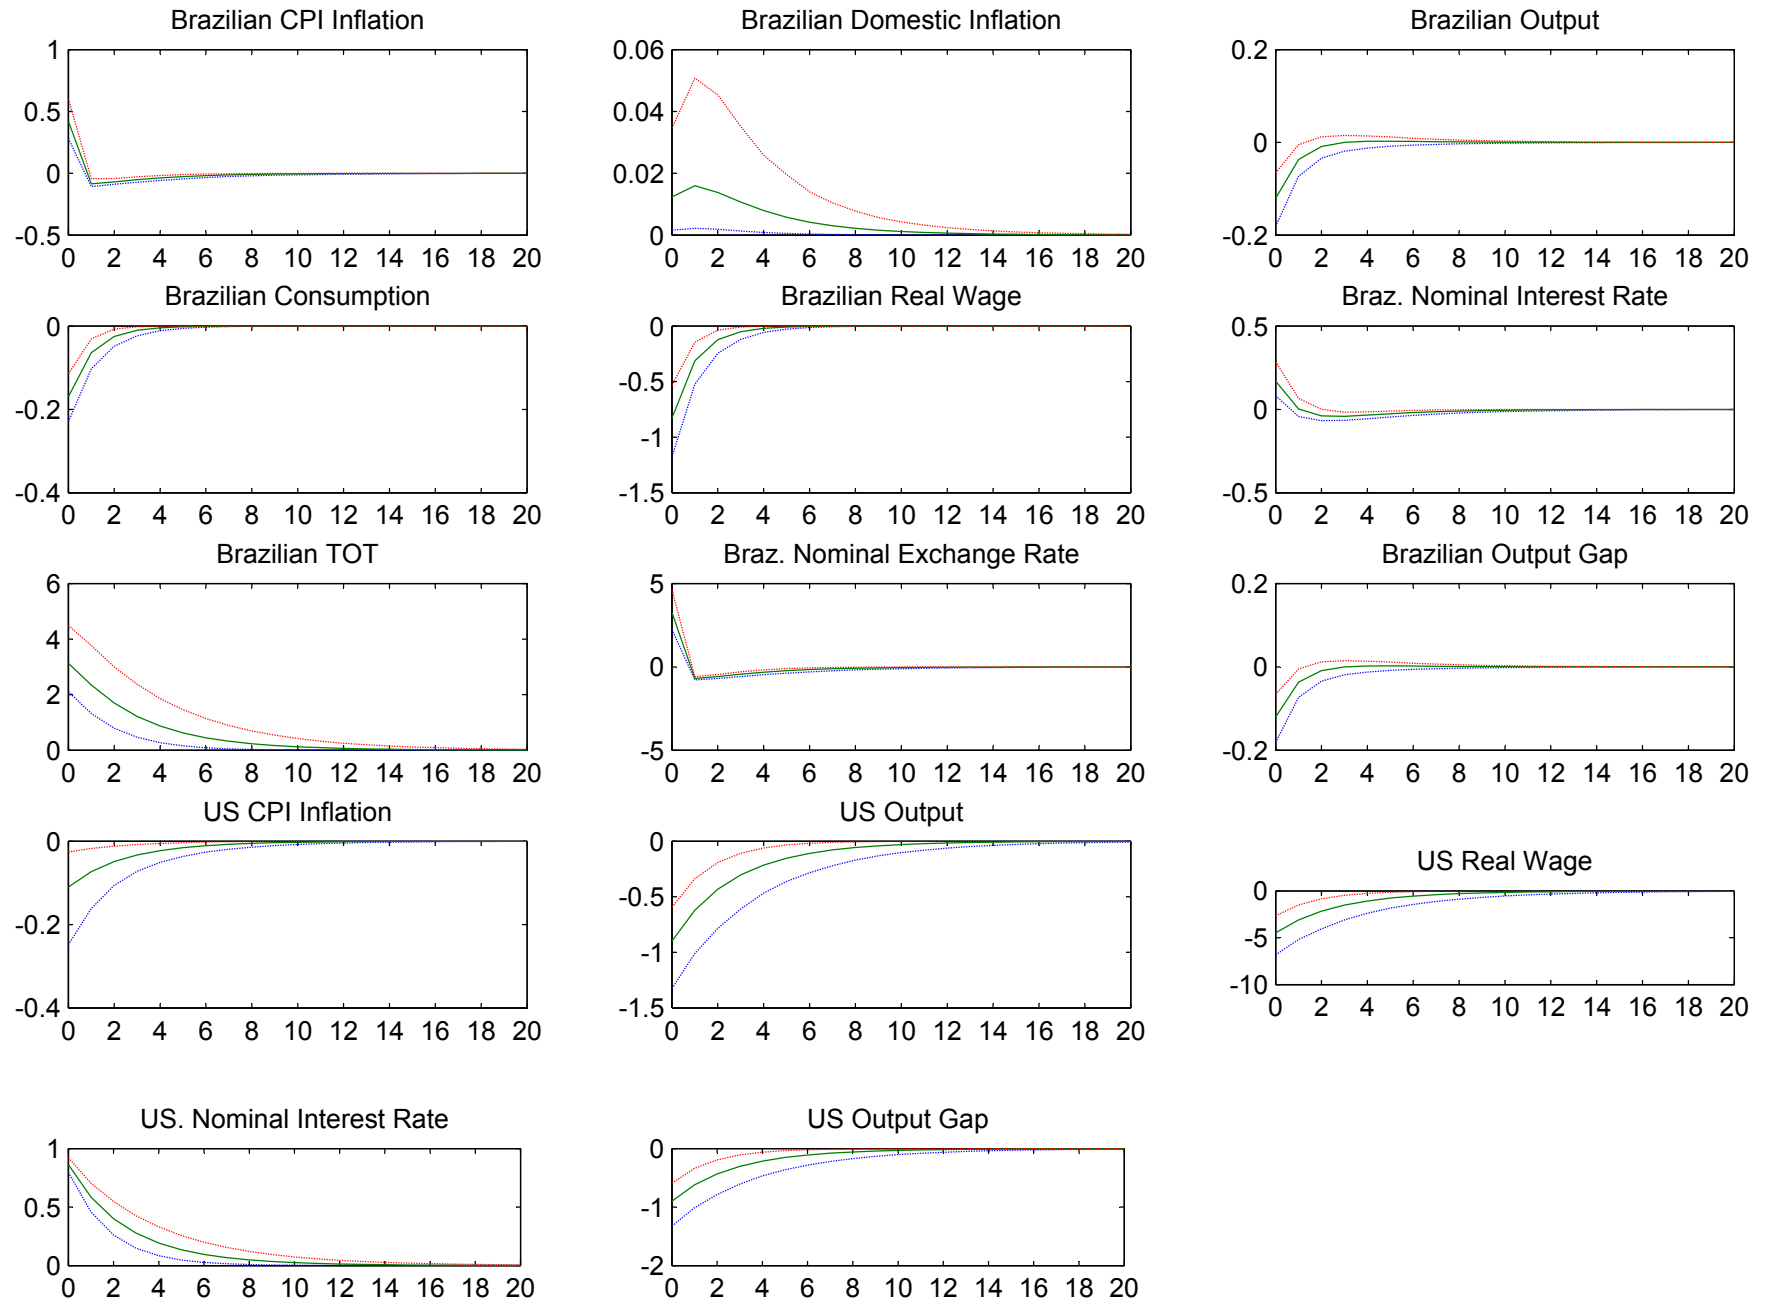 Brazilian CPI Inflation
1
0.5
0
-0.5
0 2 4 6 8 10 12 14 16 18 20
Brazilian Domestic Inflation
0.06
0.04
0.02
0
0 2 4 6 8 10 12 14 16 18 20
Brazilian Output
0.2
0
-0.2
0 2 4 6 8 10 12 14 16 18 20
Brazilian Consumption
0
-0.2
-0.4
0 2 4 6 8 10 12 14 16 18 20
Brazilian Real Wage
0
-0.5
-1
-1.5
0 2 4 6 8 10 12 14 16 18 20
Braz. Nominal Interest Rate
0.5
0
-0.5
0 2 4 6 8 10 12 14 16 18 20
Brazilian TOT
6
4
2
0
0 2 4 6 8 10 12 14 16 18 20
Braz. Nominal Exchange Rate
5
0
-5
0 2 4 6 8 10 12 14 16 18 20
Brazilian Output Gap
0.2
0
-0.2
0 2 4 6 8 10 12 14 16 18 20
US CPI Inflation
0
-0.2
-0.4
0 2 4 6 8 10 12 14 16 18 20
US Output
0
-0.5
-1
-1.5
0 2 4 6 8 10 12 14 16 18 20
US Real Wage
0
-5
-10
0 2 4 6 8 10 12 14 16 18 20
US. Nominal Interest Rate
1
0.5
0
0 2 4 6 8 10 12 14 16 18 20
US Output Gap
0
-1
-2
0 2 4 6 8 10 12 14 16 18 20